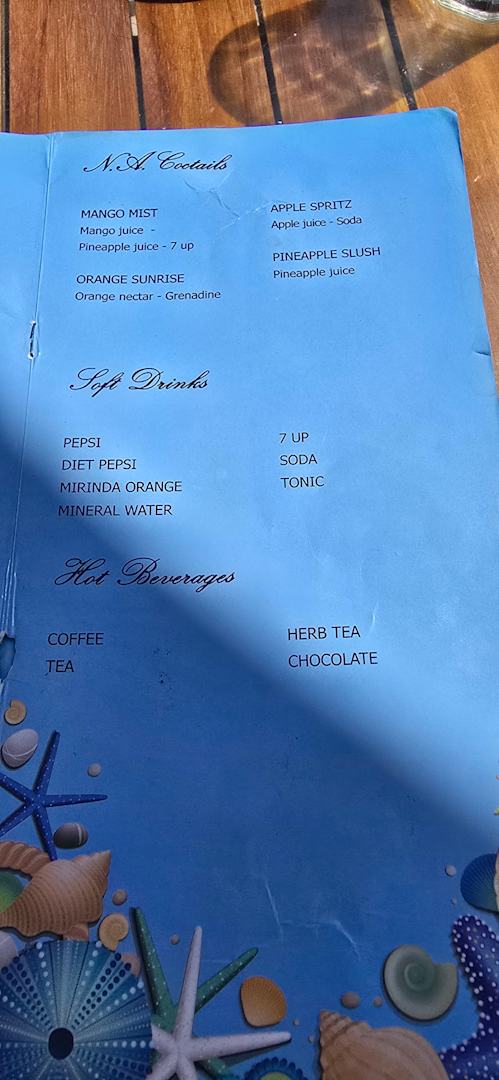 N.A. Coctails
MANGO MIST
Mango juice -
Pineapple juice - 7 up
ORANGE SUNRISE
Orange nectar - Grenadine
APPLE SPRITZ
Apple juice - Soda
PINEAPPLE SLUSH
Pineapple juice
Soft Drinks
PEPSI
DIET PEPSI
MIRINDA ORANGE
MINERAL WATER
7 UP
SODA
TONIC
Hot Beverages
COFFEE
TEA
HERB TEA
CHOCOLATE